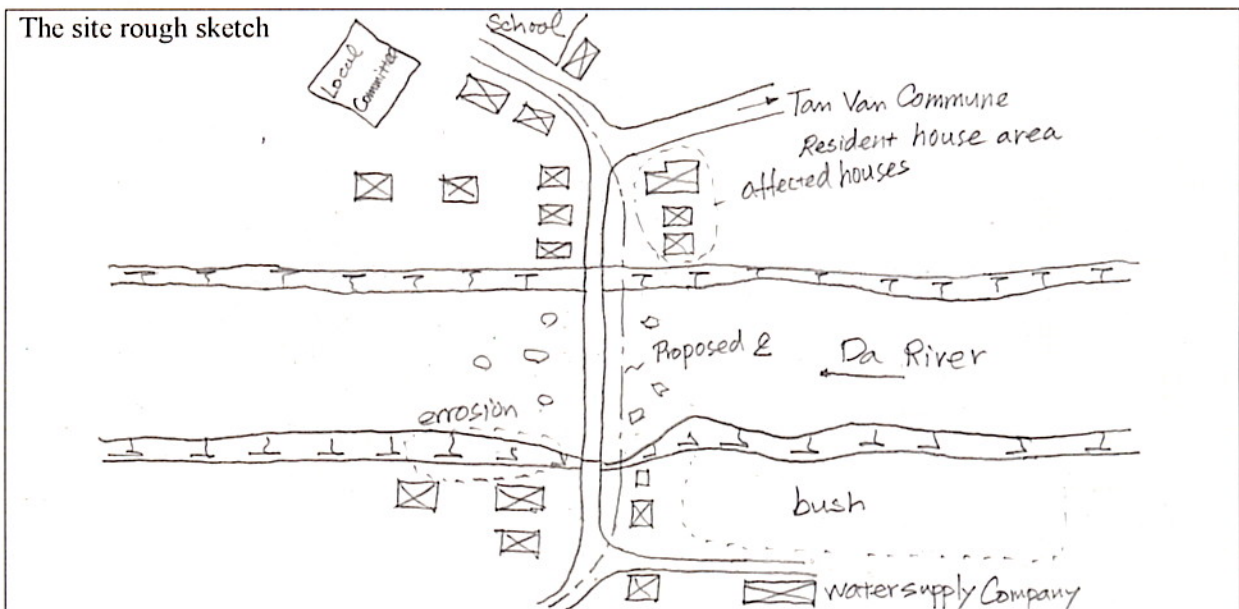 The site rough sketch
School
Local
Committee
Tan Van Commune
Resident house area
affected houses
Proposed ℄
Da River
errosion
bush
Watersupply Company